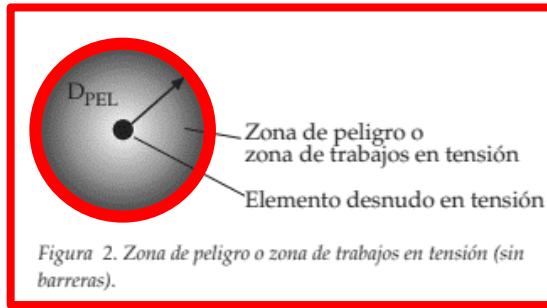 D_PEL
Zona de peligro o
zona de trabajos en tensión
Elemento desnudo en tensión
Figura 2. Zona de peligro o zona de trabajos en tensión (sin
barreras).